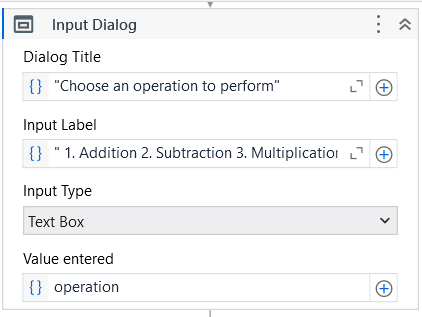 Input Dialog
Dialog Title
{} "Choose an operation to perform"
Input Label
{} " 1. Addition 2. Subtraction 3. Multiplication
Input Type
Text Box
Value entered
{} operation